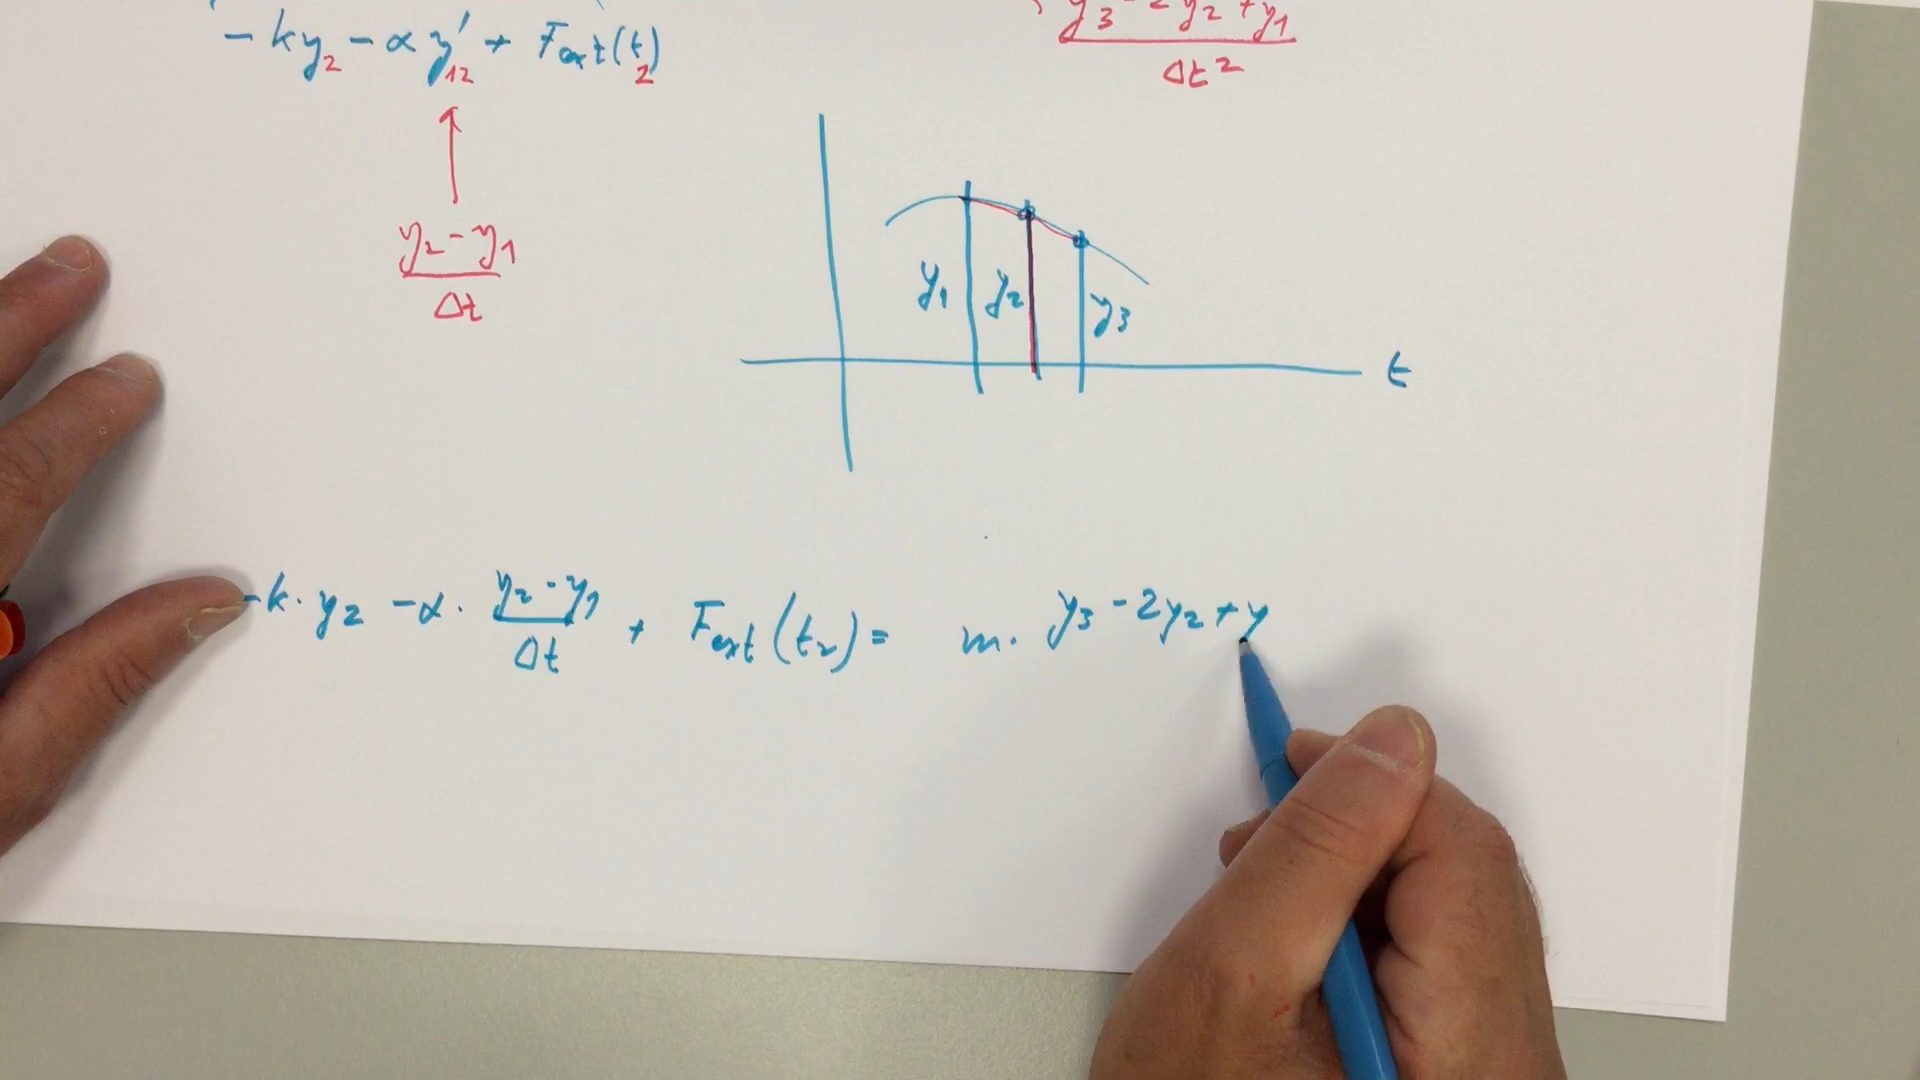 - ky₂ - αy'₁₂ + Fext(t₂)
y₃ - 2y₂ + y₁
Δt²
y₂ - y₁
Δt
y₁ y₂ y₃
t
-k · y₂ - α · y₂ - y₁ + Fext(t₂) = m · y₃ - 2y₂ + y
Δt